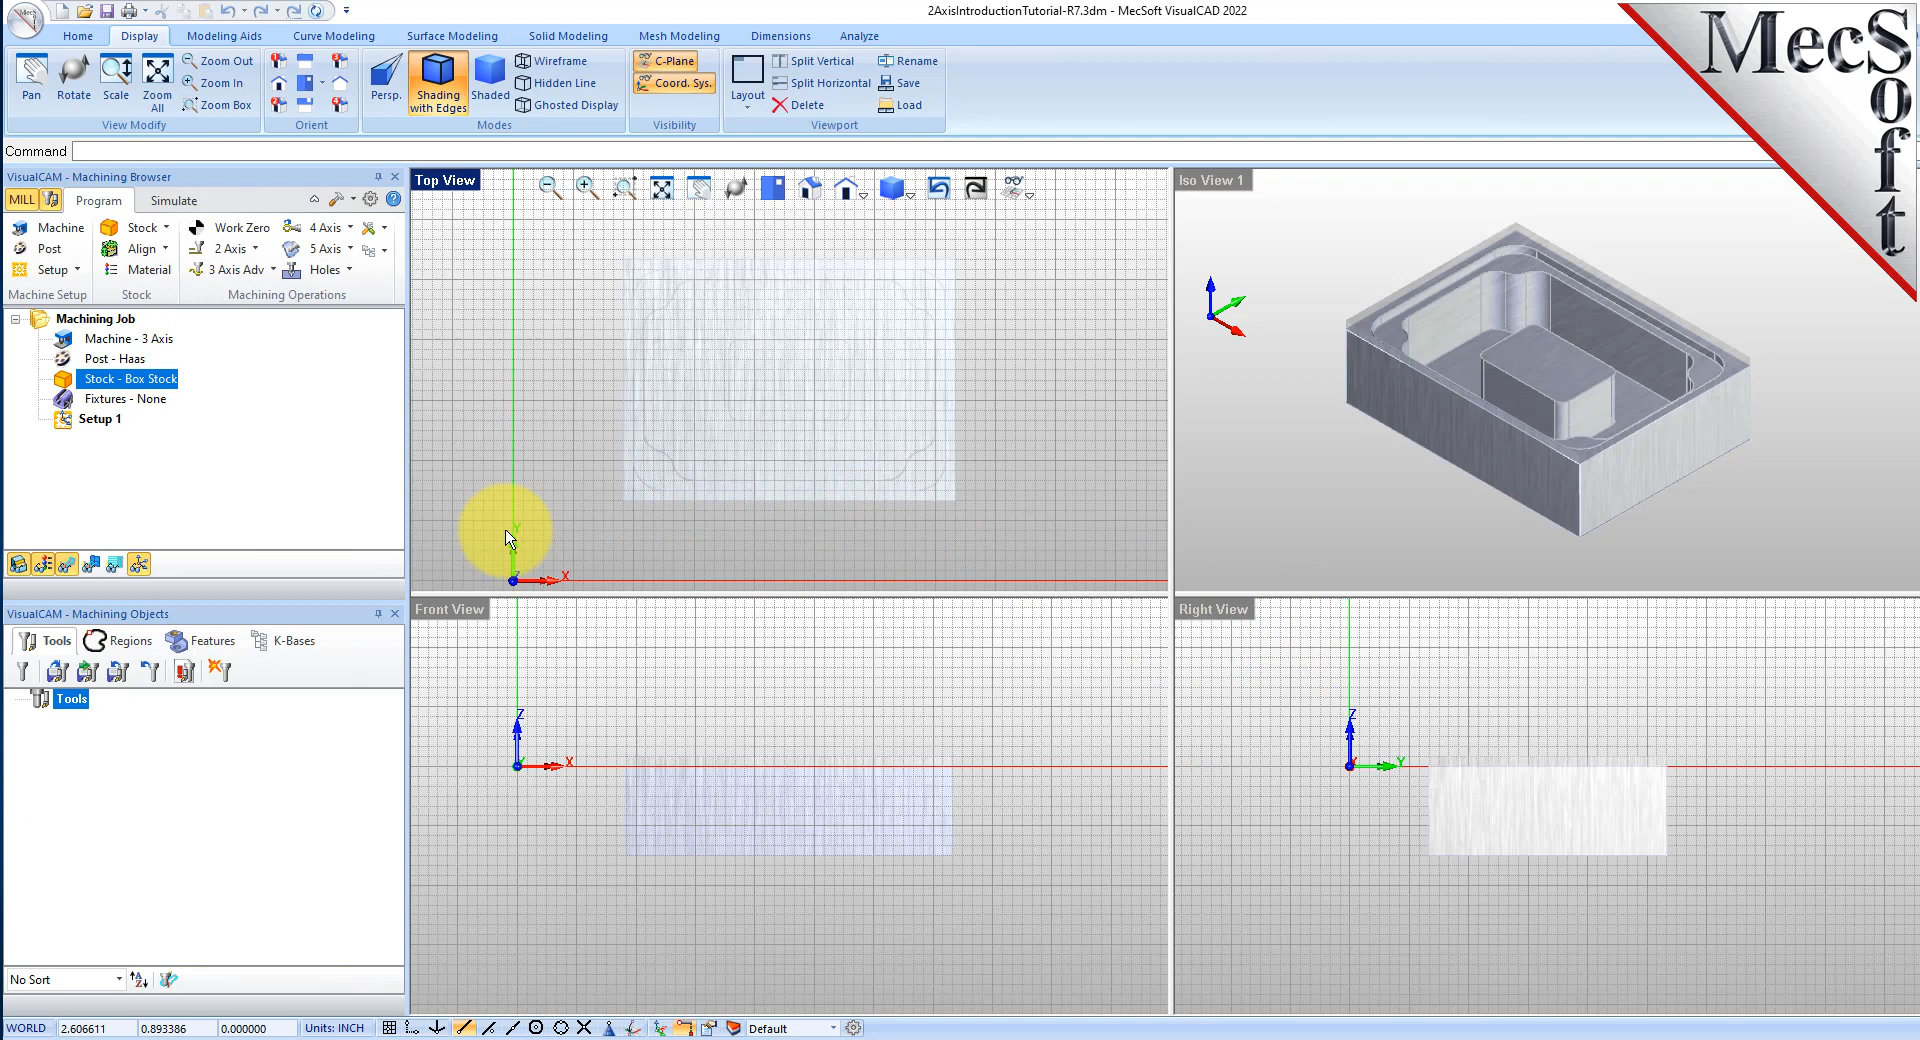 2AxisIntroductionTutorial-R7.3dm - MecSoft VisualCAD 2022
MecSoft
Home Display Modeling Aids Curve Modeling Surface Modeling Solid Modeling Mesh Modeling Dimensions Analyze
Pan Rotate Scale Zoom All Zoom Out Zoom In Zoom Box
Persp. Shading with Edges Shaded Wireframe Hidden Line Ghosted Display
C-Plane Coord. Sys.
Layout Split Vertical Split Horizontal Delete Rename Save Load
View Modify Orient Modes Visibility Viewport
Command
VisualCAM - Machining Browser
MILL Program Simulate
Machine Stock Work Zero 4 Axis
Post Align 2 Axis 5 Axis
Setup Material 3 Axis Adv Holes
Machine Setup Stock Machining Operations
Machining Job
Machine - 3 Axis
Post - Haas
Stock - Box Stock
Fixtures - None
Setup 1
VisualCAM - Machining Objects
Tools Regions Features K-Bases
Tools
No Sort
Top View
Y
X
Iso View 1
Front View
Z
X
Right View
Z
Y
WORLD 2.606611 0.893386 0.000000 Units: INCH Default